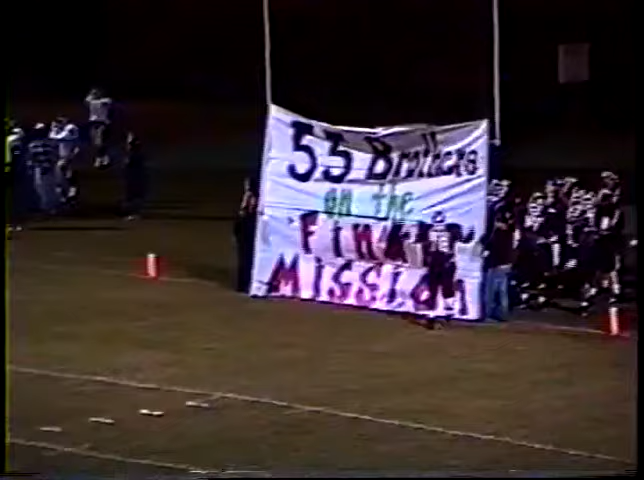 53 Brothers
on the
Final
Mission